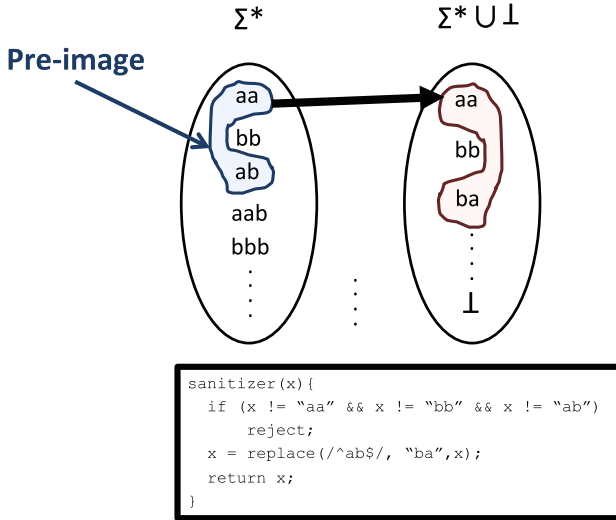 Σ*
Σ* ∪ ⊥
Pre-image
aa
bb
ab
aab
bbb
aa
bb
ba
⊥
sanitizer(x){
if (x != “aa” && x != “bb” && x != “ab”)
reject;
x = replace(/^ab$/, “ba”,x);
return x;
}